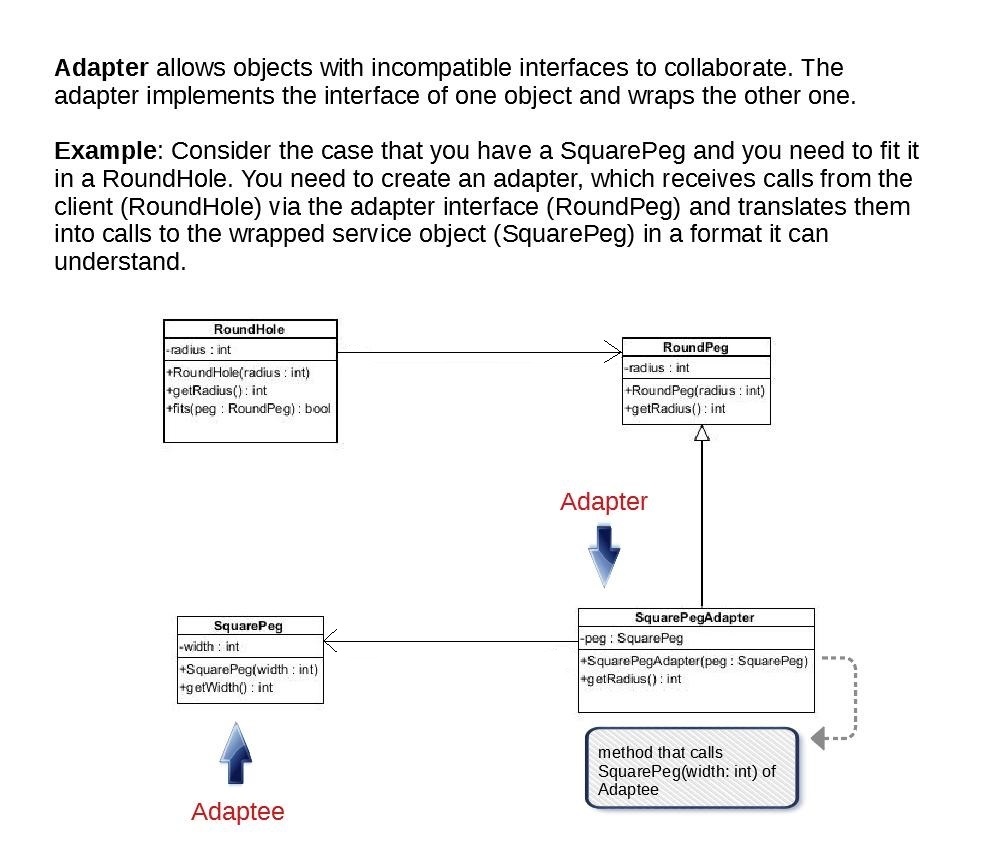 Adapter allows objects with incompatible interfaces to collaborate. The
adapter implements the interface of one object and wraps the other one.
Example: Consider the case that you have a SquarePeg and you need to fit it
in a RoundHole. You need to create an adapter, which receives calls from the
client (RoundHole) via the adapter interface (RoundPeg) and translates them
into calls to the wrapped service object (SquarePeg) in a format it can
understand.
RoundHole
-radius : int
+RoundHole(radius : int)
+getRadius() : int
+fits(peg : RoundPeg) : bool
RoundPeg
-radius : int
+RoundPeg(radius : int)
+getRadius() : int
Adapter
SquarePeg
-width : int
+SquarePeg(width : int)
+getWidth() : int
SquarePegAdapter
-peg : SquarePeg
+SquarePegAdapter(peg : SquarePeg)
+getRadius() : int
method that calls
SquarePeg(width: int) of
Adaptee
Adaptee